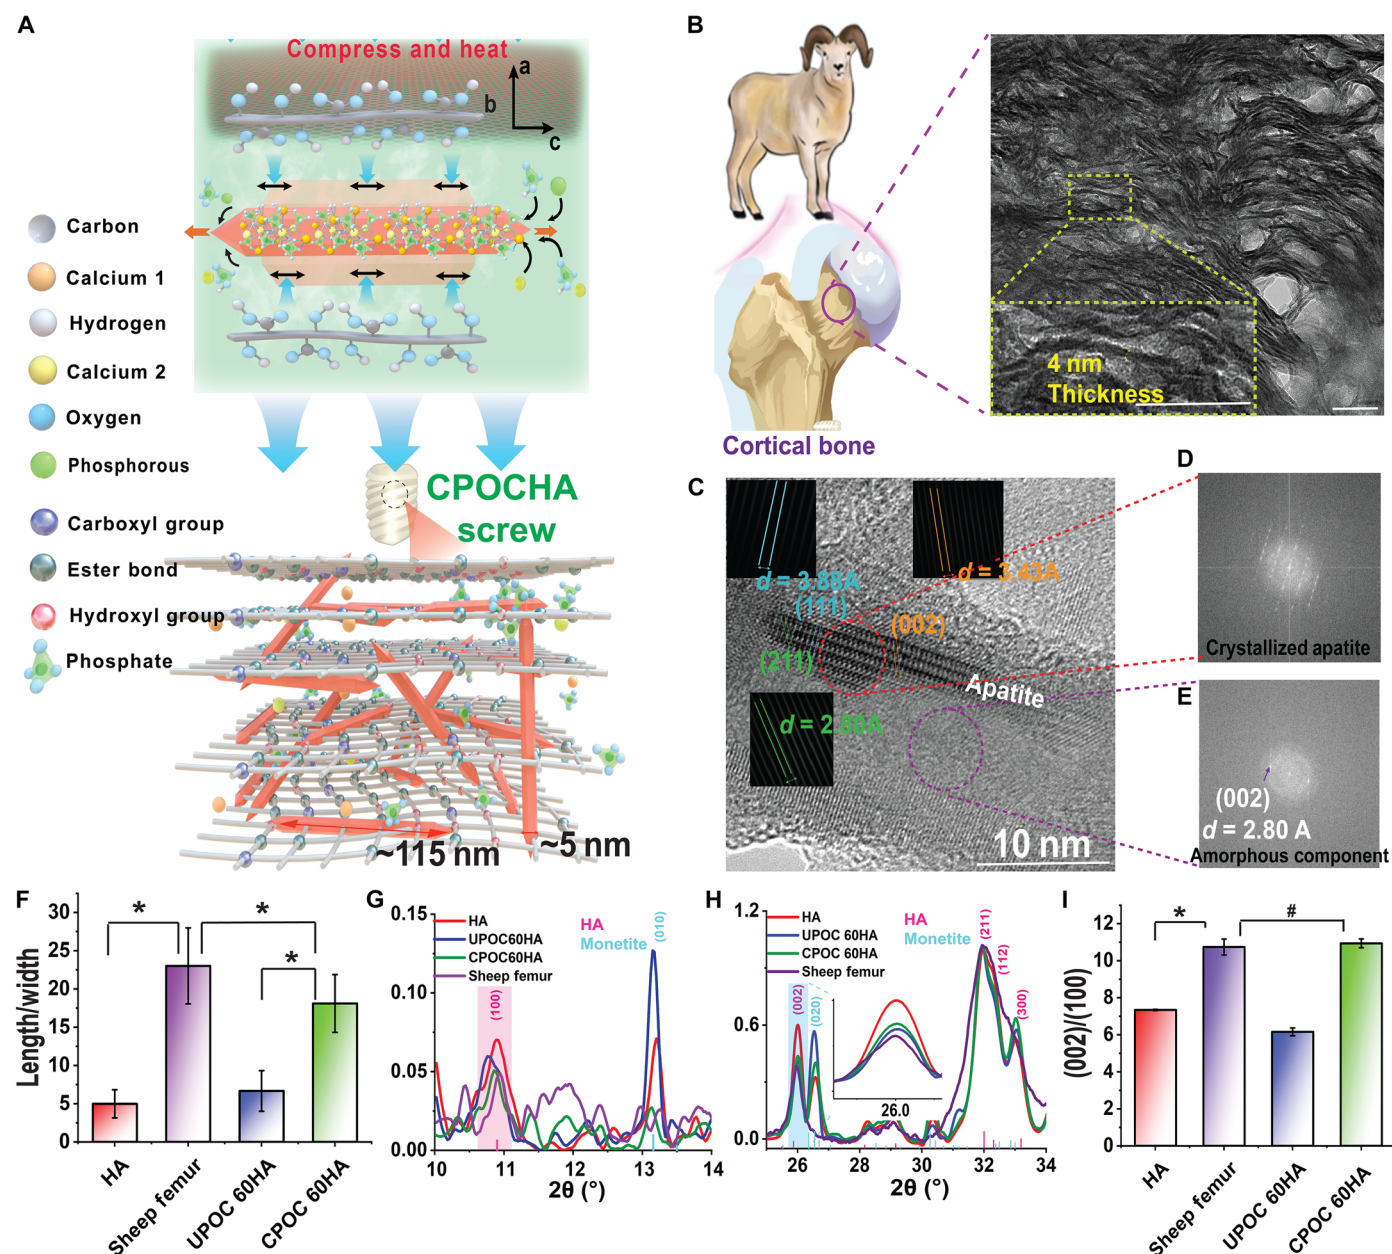 A
Compress and heat
a
b
c
Carbon
Calcium 1
Hydrogen
Calcium 2
Oxygen
Phosphorous
Carboxyl group
Ester bond
Hydroxyl group
Phosphate
CPOCHA
screw
~115 nm
~5 nm
B
4 nm
Thickness
Cortical bone
C
d = 3.88A
(111)
d = 3.43A
(002)
(211)
Apatite
d = 2.80A
10 nm
D
Crystallized apatite
E
(002)
d = 2.80 A
Amorphous component
F
Length/width
30
25
20
15
10
5
0
*
*
*
HA
Sheep femur
UPOC 60HA
CPOC 60HA
G
0.15
0.10
0.05
0.00
HA
UPOC60HA
CPOC60HA
Sheep femur
HA
Monetite
(100)
(010)
10
11
12
13
14
2θ (°)
H
1.2
0.6
0.0
HA
UPOC 60HA
CPOC 60HA
Sheep femur
HA
Monetite
(002)
(020)
(211)
(112)
(300)
26.0
26
28
30
32
34
2θ (°)
I
(002)/(100)
12
10
8
6
4
2
0
*
#
HA
Sheep femur
UPOC 60HA
CPOC 60HA